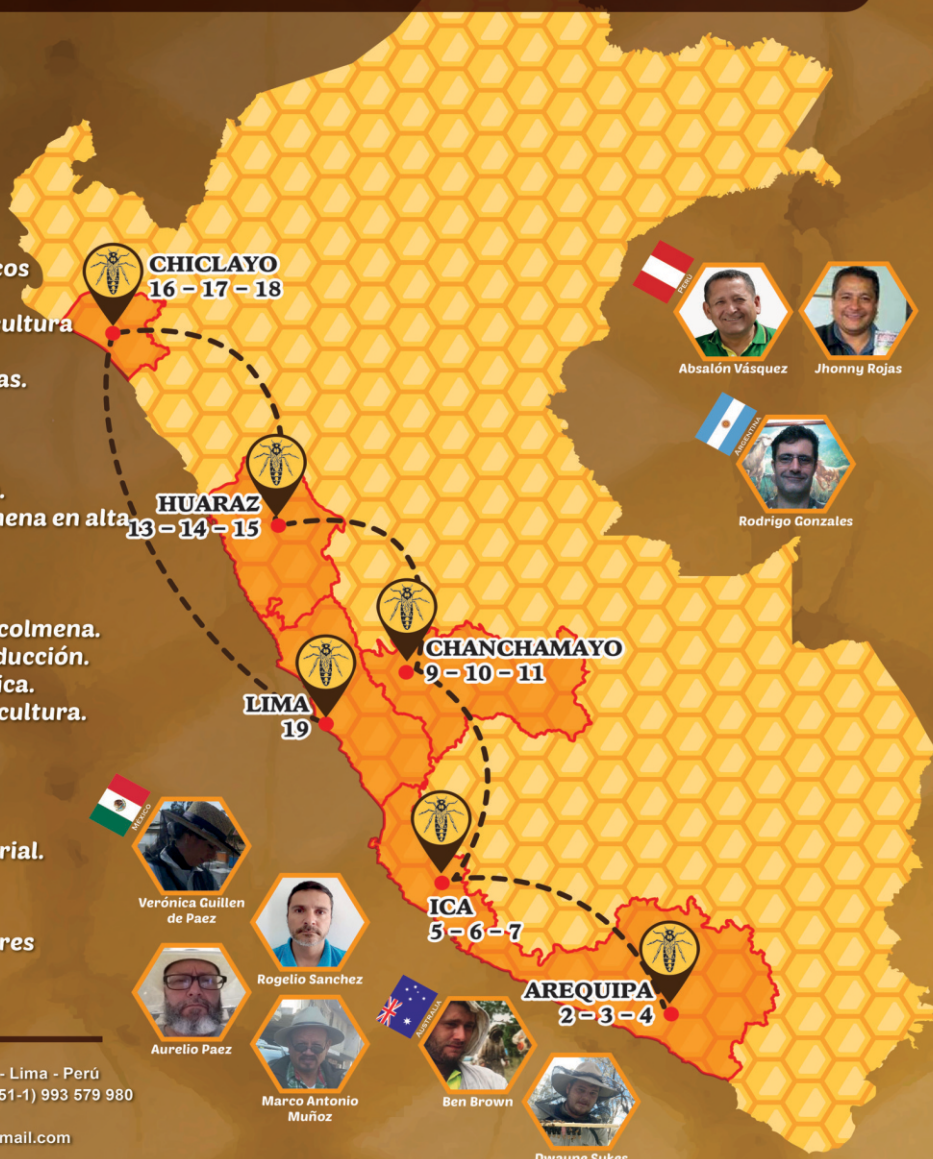 cos
CHICLAYO
16 – 17 – 18
cultura
as.
HUARAZ
mena en alta
13 – 14 – 15
colmena.
ducción.
ica.
cultura.
CHANCHAMAYO
9 – 10 – 11
LIMA
19
rial.
res
ICA
5 – 6 – 7
AREQUIPA
2 – 3 – 4
PERÚ
Absalón Vásquez
Jhonny Rojas
ARGENTINA
Rodrigo Gonzales
MÉXICO
Verónica Guillen
de Paez
Rogelio Sanchez
Aurelio Paez
Marco Antonio
Muñoz
AUSTRALIA
Ben Brown
- Lima - Perú
51-1) 993 579 980
mail.com